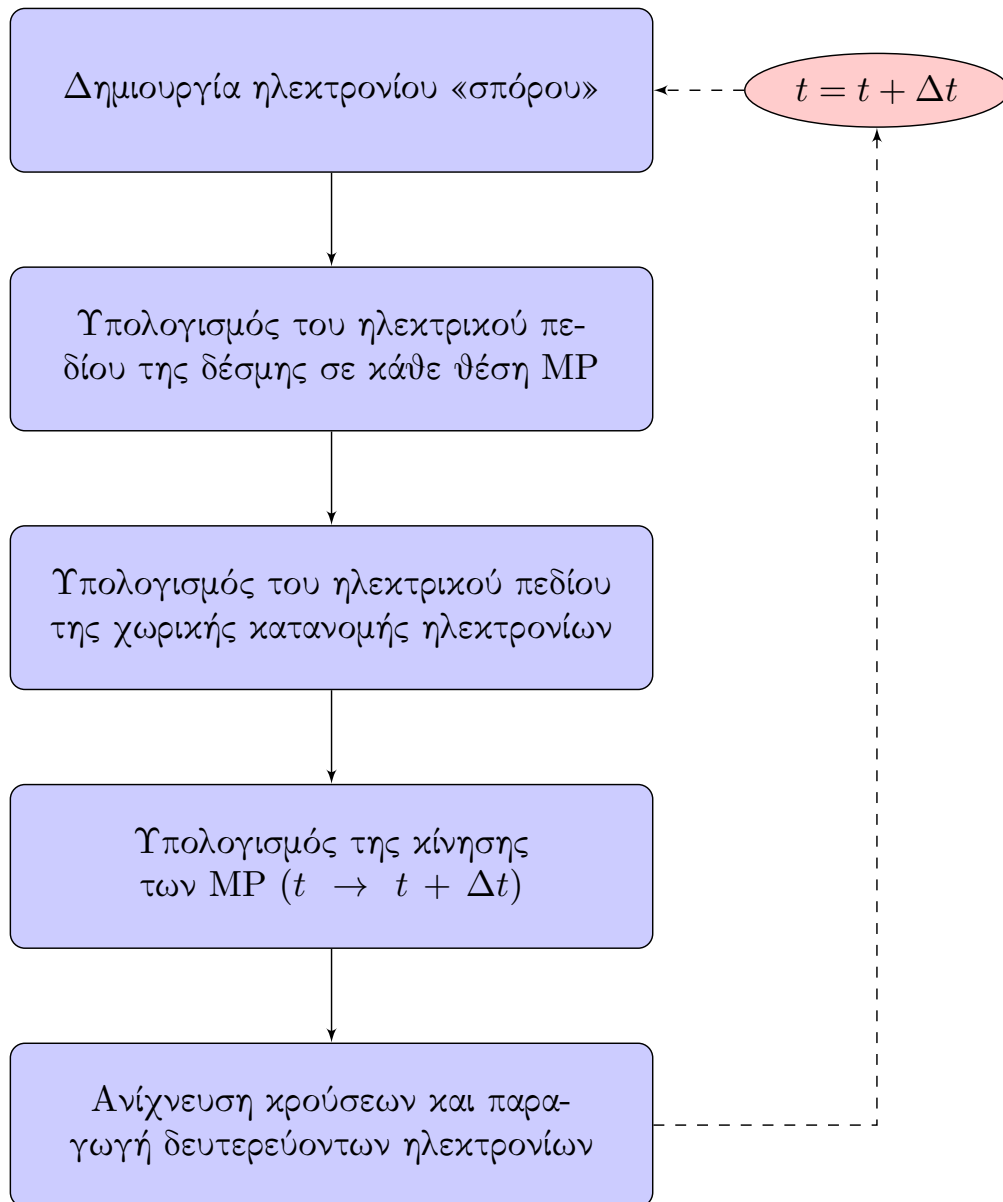 Δημιουργία ηλεκτρονίου «σπόρου»
t = t + Δt
Υπολογισμός του ηλεκτρικού πε-
δίου της δέσμης σε κάθε θέση MP
Υπολογισμός του ηλεκτρικού πεδίου
της χωρικής κατανομής ηλεκτρονίων
Υπολογισμός της κίνησης
των MP (t → t + Δt)
Ανίχνευση κρούσεων και παρα-
γωγή δευτερεύοντων ηλεκτρονίων